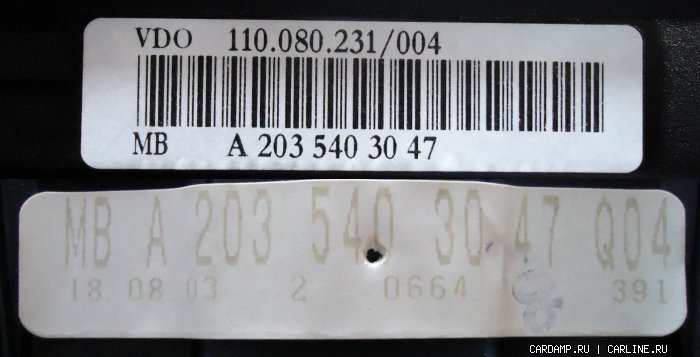 VDO 110.080.231/004
MB A 203 540 30 47
MB A 203 540 30 47 Q04
18 08 03 2 0664 391
CARDAMP.RU | CARLINE.RU